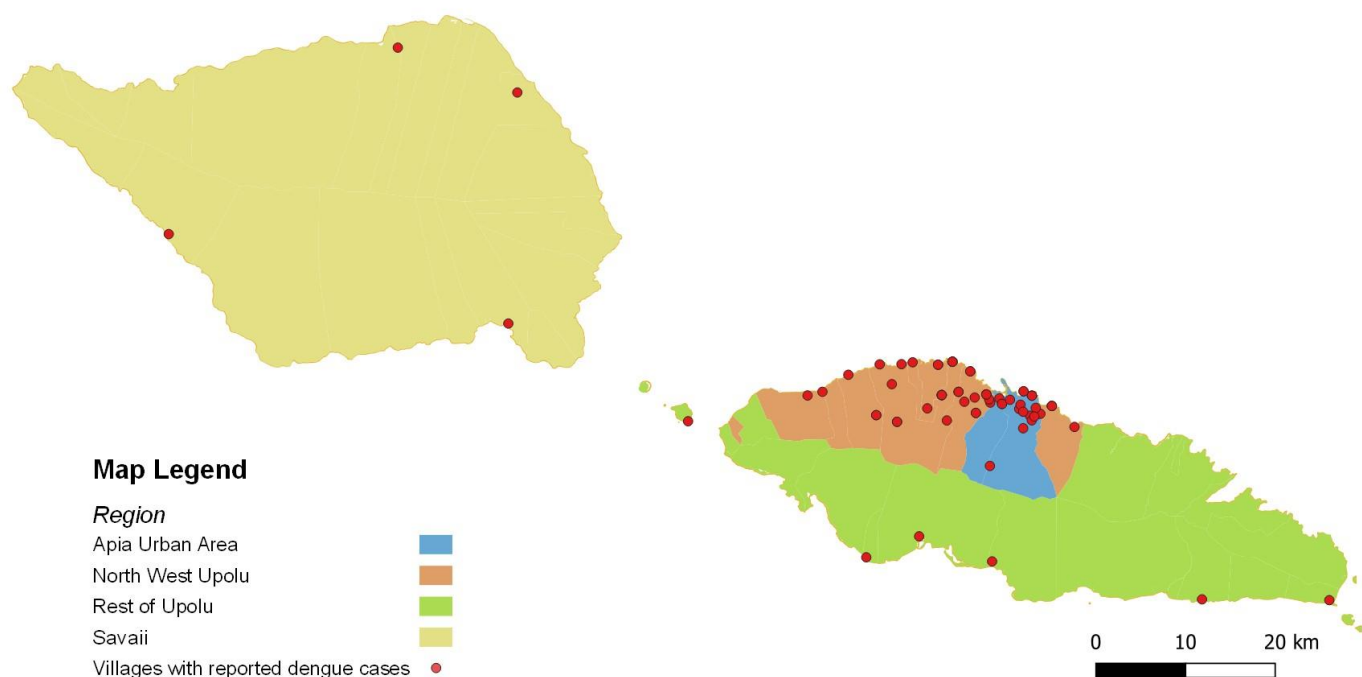 Map Legend
Region
Apia Urban Area
North West Upolu
Rest of Upolu
Savaii
Villages with reported dengue cases
0 10 20 km